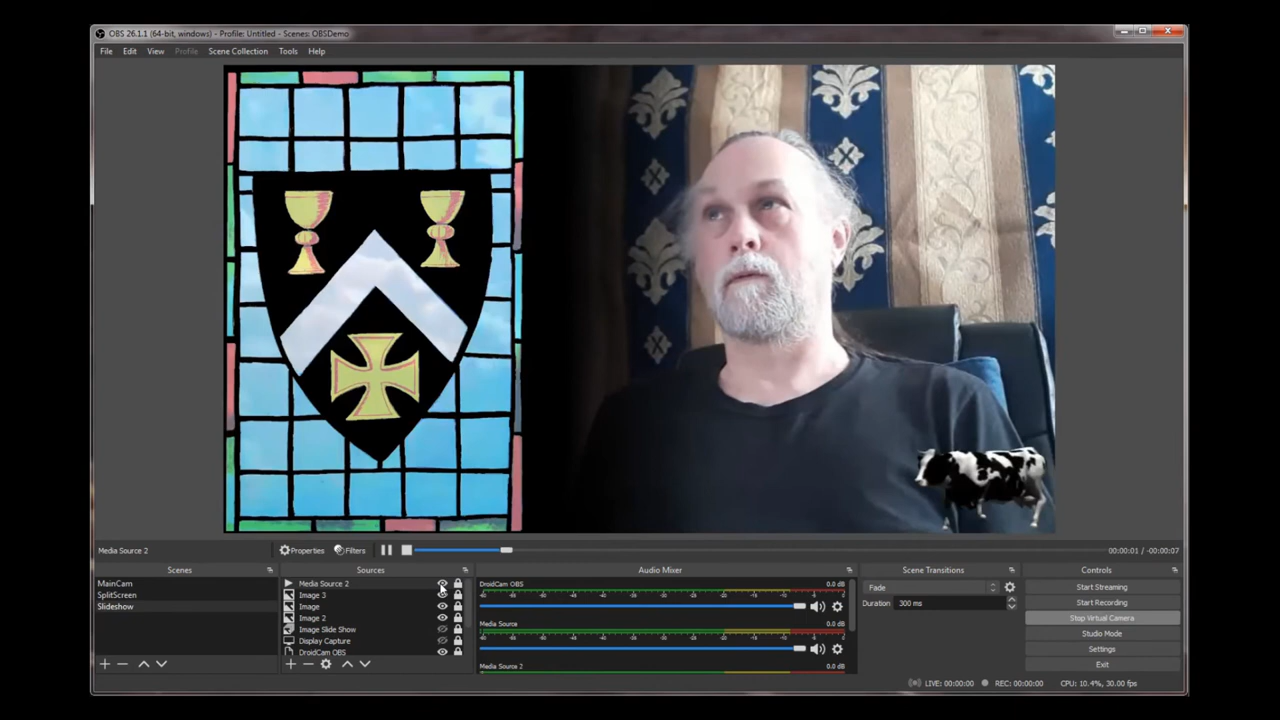 OBS 26.1.1 (64-bit, windows) - Profile: Untitled - Scenes: OBSDemo
File Edit View Profile Scene Collection Tools Help
Media Source 2 Properties Filters 00:00:01 / -00:00:07
Scenes Sources Audio Mixer Scene Transitions Controls
MainCam
SplitScreen
Slideshow
Media Source 2
Image 3
Image
Image 2
Image Slide Show
Display Capture
DroidCam OBS
DroidCam OBS 0.0 dB
Media Source 0.0 dB
Media Source 2 0.0 dB
Fade
Duration 300 ms
Start Streaming
Start Recording
Stop Virtual Camera
Studio Mode
Settings
Exit
LIVE: 00:00:00 REC: 00:00:00 CPU: 10.4%, 30.00 fps